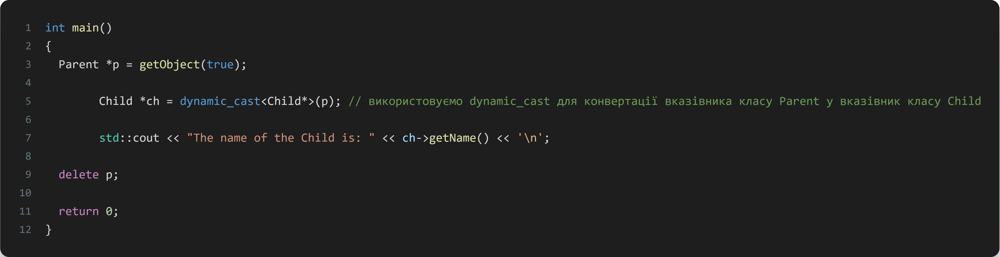 1 int main()
2 {
3 Parent *p = getObject(true);
4
5 Child *ch = dynamic_cast<Child*>(p); // використовуємо dynamic_cast для конвертації вказівника класу Parent у вказівник класу Child
6
7 std::cout << "The name of the Child is: " << ch->getName() << '\n';
8
9 delete p;
10
11 return 0;
12 }